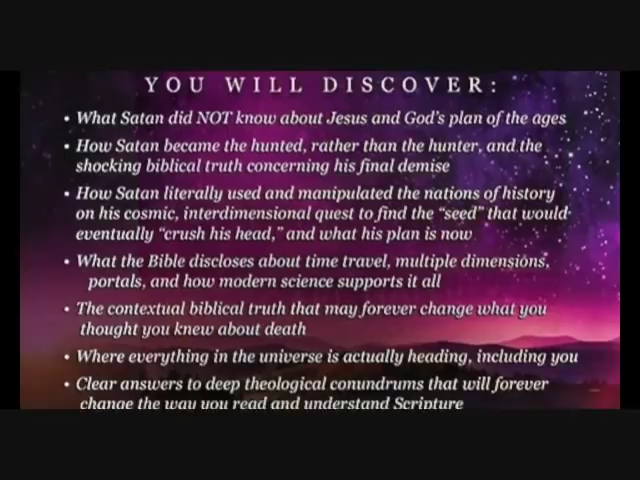 YOU WILL DISCOVER:
• What Satan did NOT know about Jesus and God's plan of the ages
• How Satan became the hunted, rather than the hunter, and the
shocking biblical truth concerning his final demise
• How Satan literally used and manipulated the nations of history
on his cosmic, interdimensional quest to find the "seed" that would
eventually "crush his head," and what his plan is now
• What the Bible discloses about time travel, multiple dimensions,
portals, and how modern science supports it all
• The contextual biblical truth that may forever change what you
thought you knew about death
• Where everything in the universe is actually heading, including you
• Clear answers to deep theological conundrums that will forever
change the way you read and understand Scripture